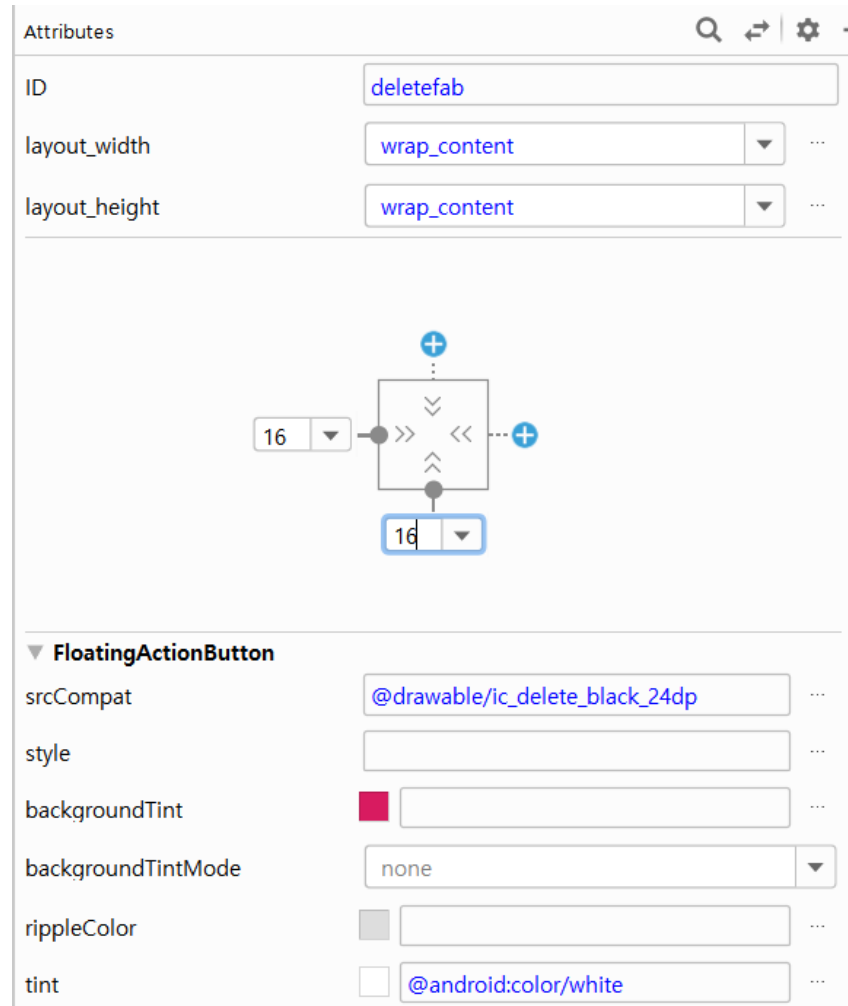 Attributes
ID deletefab
layout_width wrap_content
layout_height wrap_content
16
16
FloatingActionButton
srcCompat @drawable/ic_delete_black_24dp
style
backgroundTint
backgroundTintMode none
rippleColor
tint @android:color/white